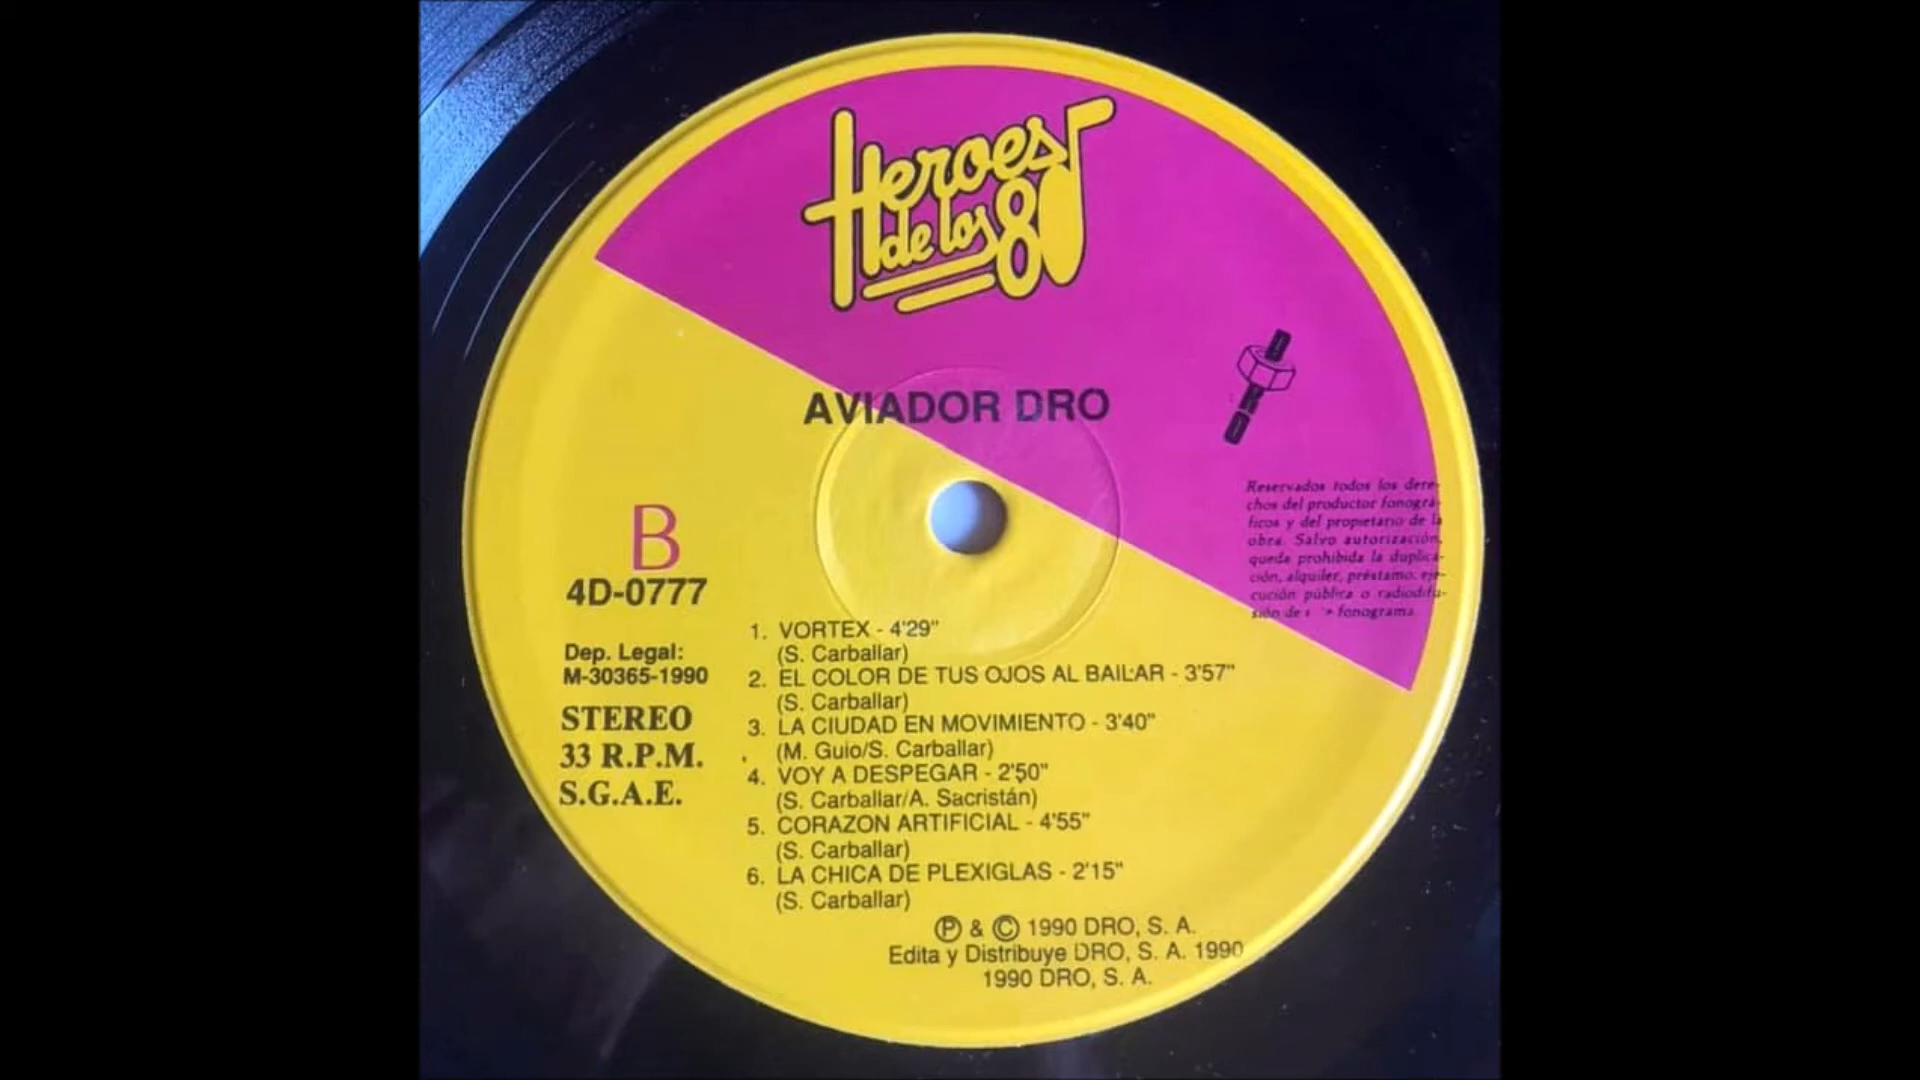 Heroes
de los 80
DRO
AVIADOR DRO
Reservados todos los dere-
chos del productor fonográ-
ficos y del propietario de la
obra. Salvo autorización,
queda prohibida la duplica-
ción, alquiler, préstamo, eje-
cución pública o radiodifu-
sión de fonograma.
B
4D-0777
Dep. Legal:
M-30365-1990
STEREO
33 R.P.M.
S.G.A.E.
1. VORTEX - 4'29"
(S. Carballar)
2. EL COLOR DE TUS OJOS AL BAILAR - 3'57"
(S. Carballar)
3. LA CIUDAD EN MOVIMIENTO - 3'40"
(M. Guio/S. Carballar)
4. VOY A DESPEGAR - 2'50"
(S. Carballar/A. Sacristán)
5. CORAZON ARTIFICIAL - 4'55"
(S. Carballar)
6. LA CHICA DE PLEXIGLAS - 2'15"
(S. Carballar)
Ⓟ & © 1990 DRO, S. A.
Edita y Distribuye DRO, S. A. 1990
1990 DRO, S. A.